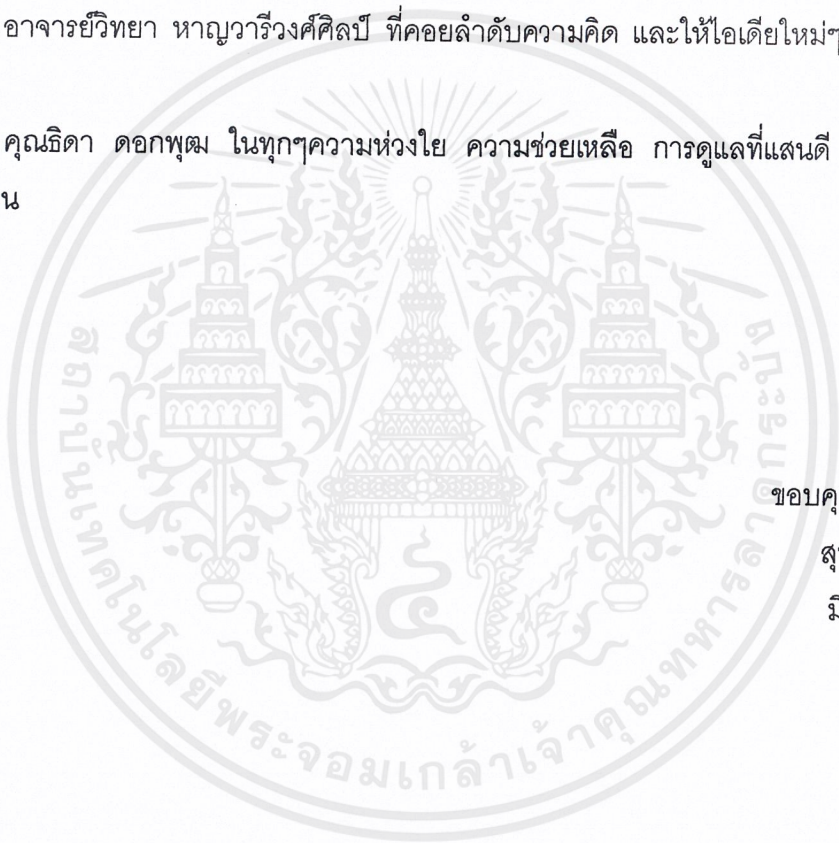 อาจารย์วิทยา หาญวารีวงศ์ศิลป์ ที่คอยลำดับความคิด และให้ไอเดียใหม่ๆ
คุณธิดา ดอกพุฒ ในทุกๆความห่วงใย ความช่วยเหลือ การดูแลที่แสนดี
น
ขอบคุ
สถาบันเทคโนโลยีพระจอมเกล้าเจ้าคุณทหารลาดกระบัง